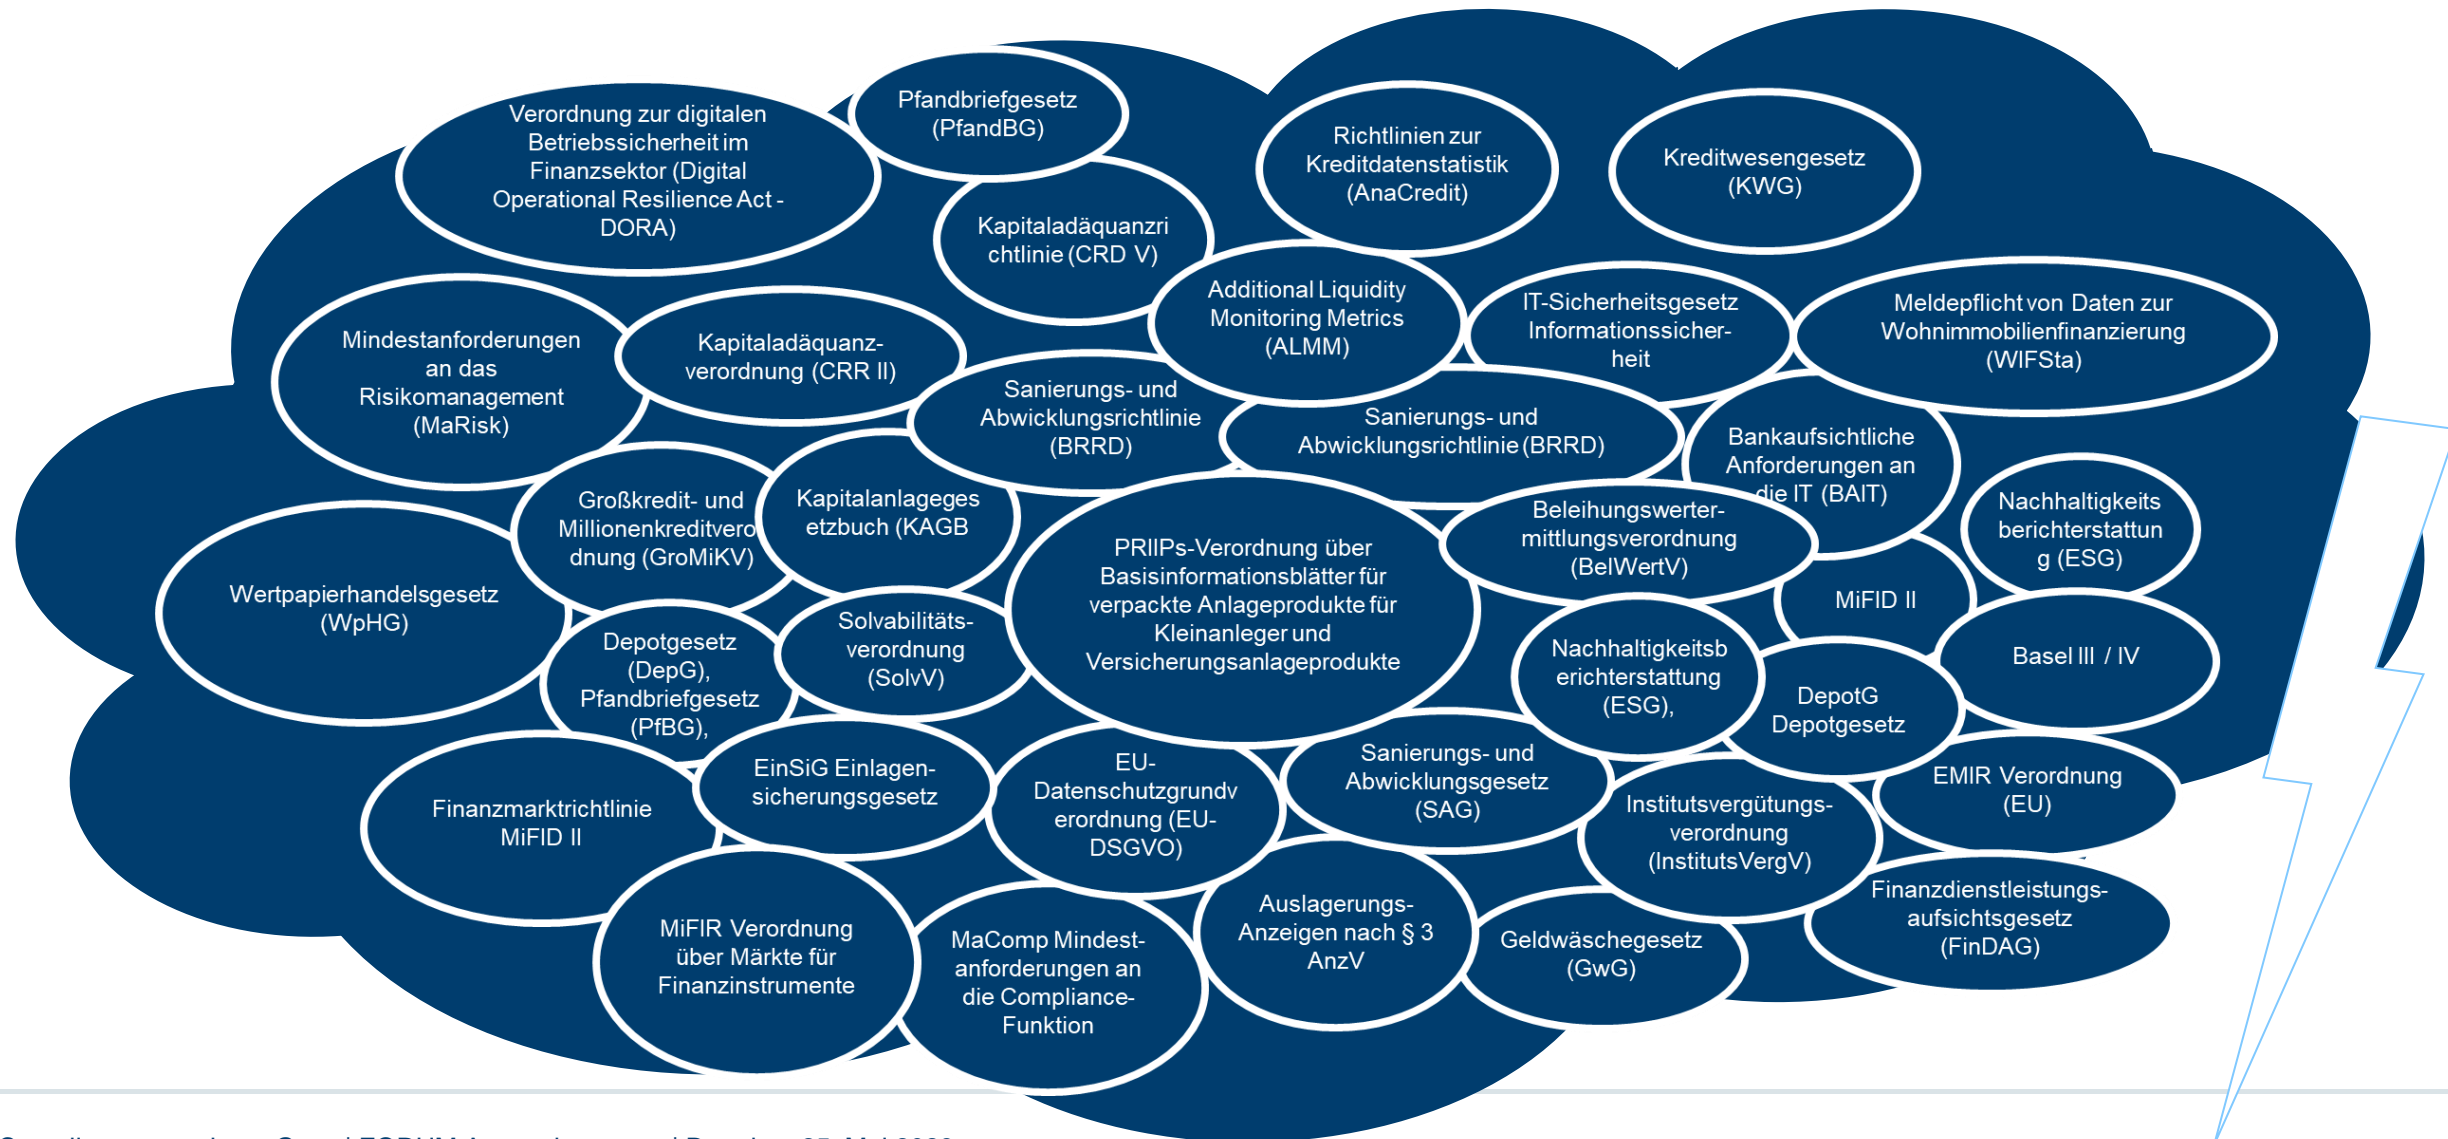 Verordnung zur digitalen
Betriebssicherheit im
Finanzsektor (Digital
Operational Resilience Act -
DORA)
Pfandbriefgesetz
(PfandBG)
Kapitaladäquanzri
chtlinie (CRD V)
Richtlinien zur
Kreditdatenstatistik
(AnaCredit)
Kreditwesengesetz
(KWG)
Mindestanforderungen
an das
Risikomanagement
(MaRisk)
Kapitaladäquanz-
verordnung (CRR II)
Additional Liquidity
Monitoring Metrics
(ALMM)
IT-Sicherheitsgesetz
Informationssicher-
heit
Meldepflicht von Daten zur
Wohnimmobilienfinanzierung
(WIFSta)
Sanierungs- und
Abwicklungsrichtlinie
(BRRD)
Sanierungs- und
Abwicklungsrichtlinie (BRRD)
Bankaufsichtliche
Anforderungen an
die IT (BAIT)
Nachhaltigkeits
berichterstattun
g (ESG)
Großkredit- und
Millionenkreditvero
dnung (GroMiKV)
Kapitalanlageges
etzbuch (KAGB
Wertpapierhandelsgesetz
(WpHG)
PRIIPs-Verordnung über
Basisinformationsblätter für
verpackte Anlageprodukte für
Kleinanleger und
Versicherungsanlageprodukte
Beleihungswerter-
mittlungsverordnung
(BelWertV)
MiFID II
Depotgesetz
(DepG),
Pfandbriefgesetz
(PfBG),
Solvabilitäts-
verordnung
(SolvV)
Nachhaltigkeitsb
erichterstattung
(ESG),
Basel III / IV
DepotG
Depotgesetz
Finanzmarktrichtlinie
MiFID II
EinSiG Einlagen-
sicherungsgesetz
EU-
Datenschutzgrundv
erordnung (EU-
DSGVO)
Sanierungs- und
Abwicklungsgesetz
(SAG)
Institutsvergütungs-
verordnung
(InstitutsVergV)
EMIR Verordnung
(EU)
MiFIR Verordnung
über Märkte für
Finanzinstrumente
MaComp Mindest-
anforderungen an
die Compliance-
Funktion
Auslagerungs-
Anzeigen nach § 3
AnzV
Geldwäschegesetz
(GwG)
Finanzdienstleistungs-
aufsichtsgesetz
(FinDAG)